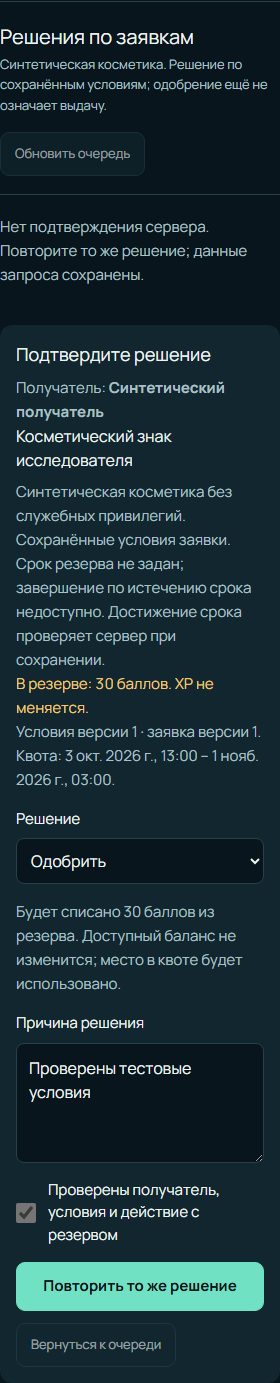 Решения по заявкам
Синтетическая косметика. Решение по
сохранённым условиям; одобрение ещё не
означает выдачу.
Обновить очередь
Нет подтверждения сервера.
Повторите то же решение; данные
запроса сохранены.
Подтвердите решение
Получатель: Синтетический
получатель
Косметический знак
исследователя
Синтетическая косметика без
служебных привилегий.
Сохранённые условия заявки.
Срок резерва не задан;
завершение по истечению срока
недоступно. Достижение срока
проверяет сервер при
сохранении.
В резерве: 30 баллов. XP не
меняется.
Условия версии 1 · заявка версии 1.
Квота: 3 окт. 2026 г., 13:00 – 1 нояб.
2026 г., 03:00.
Решение
Одобрить
Будет списано 30 баллов из
резерва. Доступный баланс не
изменится; место в квоте будет
использовано.
Причина решения
Проверены тестовые
условия
Проверены получатель,
условия и действие с
резервом
Повторить то же решение
Вернуться к очереди